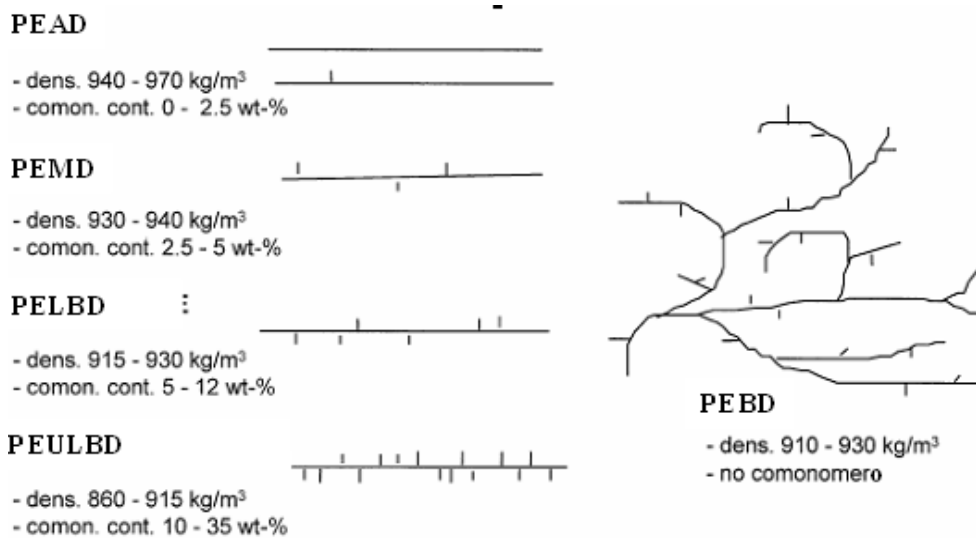 PEAD
- dens. 940 - 970 kg/m³
- comon. cont. 0 - 2.5 wt-%
PEMD
- dens. 930 - 940 kg/m³
- comon. cont. 2.5 - 5 wt-%
PELBD
- dens. 915 - 930 kg/m³
- comon. cont. 5 - 12 wt-%
PEULBD
- dens. 860 - 915 kg/m³
- comon. cont. 10 - 35 wt-%
PEBD
- dens. 910 - 930 kg/m³
- no comonomero